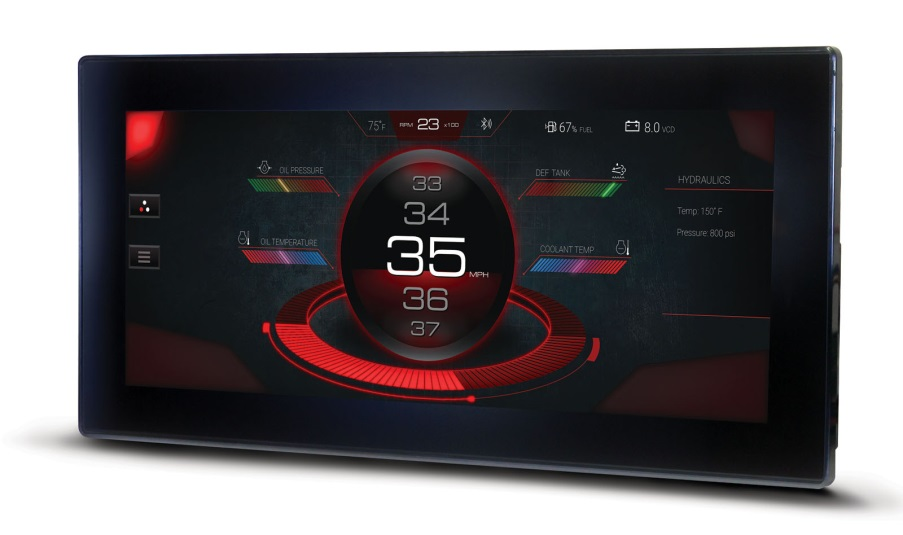 75°F
RPM 23 x100
67% FUEL
8.0 VCD
OIL PRESSURE
DEF TANK
HYDRAULICS
Temp: 150° F
Pressure: 800 psi
OIL TEMPERATURE
COOLANT TEMP
33
34
35 MPH
36
37